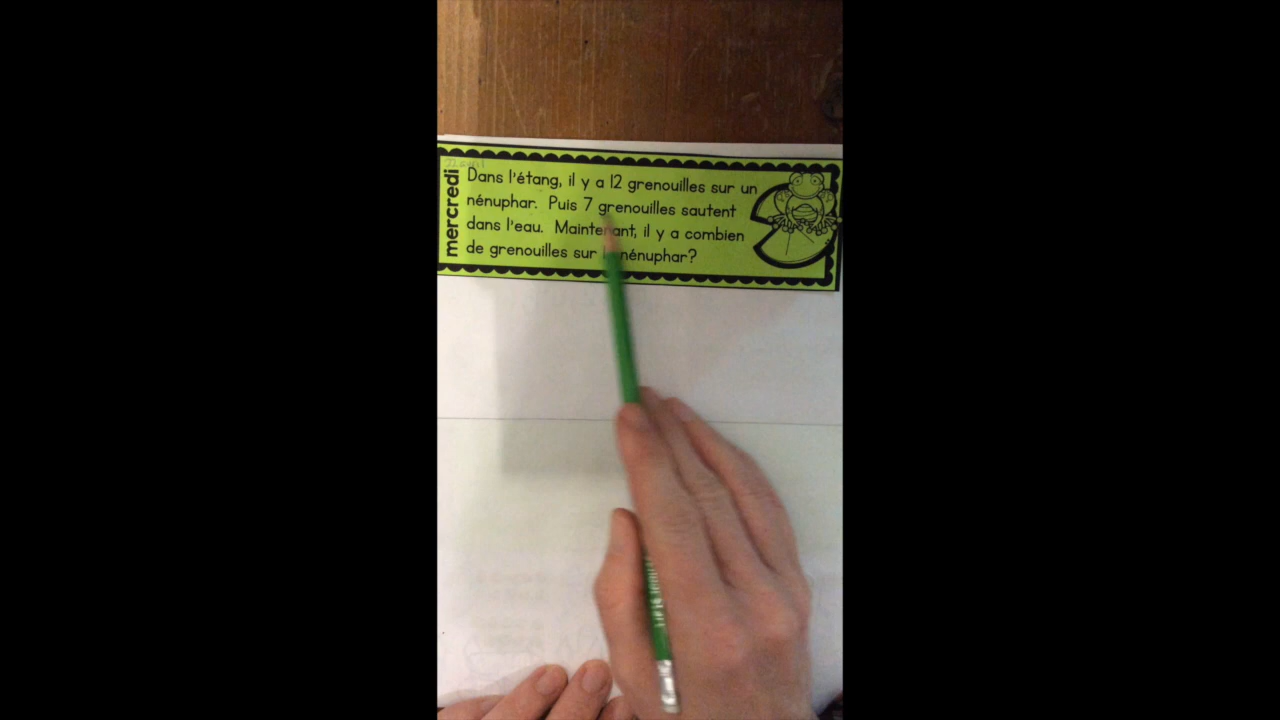 mercredi
Dans l'étang, il y a 12 grenouilles sur un
nénuphar. Puis 7 grenouilles sautent
dans l'eau. Maintenant, il y a combien
de grenouilles sur nénuphar?